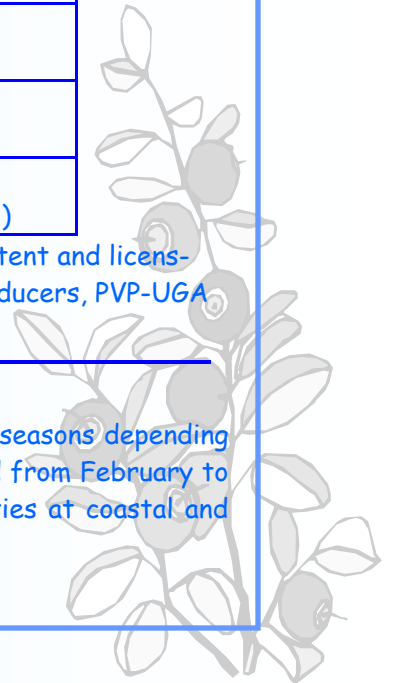 )
tent and licens-
ducers, PVP-UGA
seasons depending
from February to
ies at coastal and